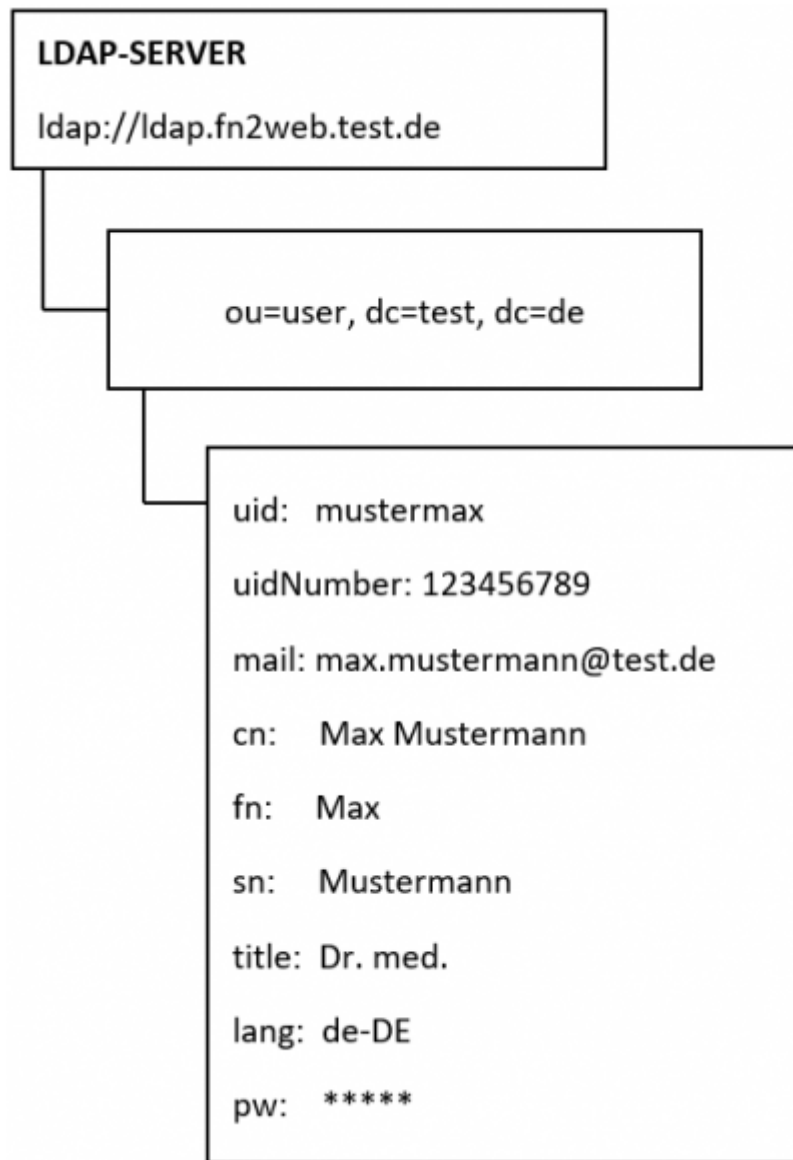 LDAP-SERVER
ldap://ldap.fn2web.test.de
ou=user, dc=test, dc=de
uid: mustermax
uidNumber: 123456789
mail: max.mustermann@test.de
cn: Max Mustermann
fn: Max
sn: Mustermann
title: Dr. med.
lang: de-DE
pw: *****